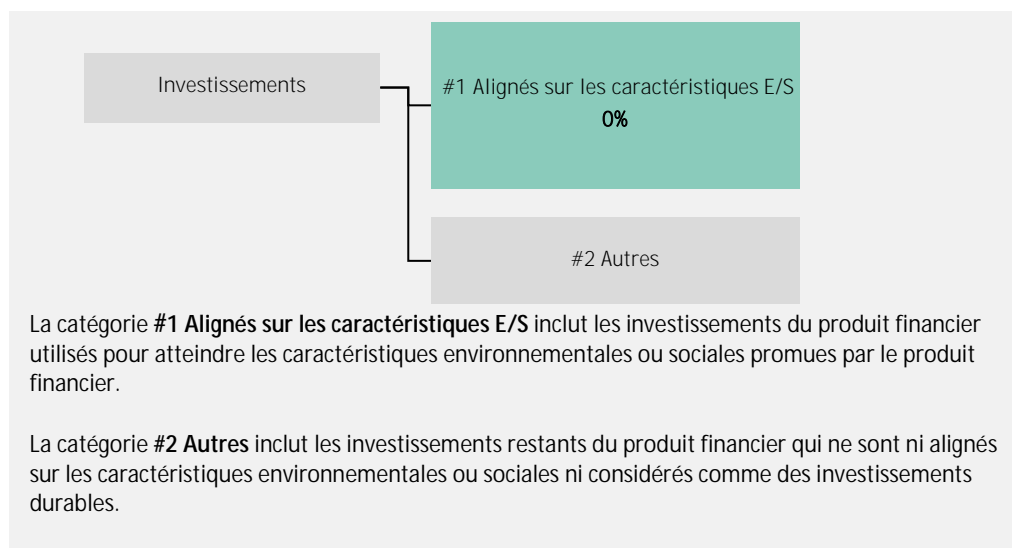 Investissements
#1 Alignés sur les caractéristiques E/S
0%
#2 Autres
La catégorie #1 Alignés sur les caractéristiques E/S inclut les investissements du produit financier
utilisés pour atteindre les caractéristiques environnementales ou sociales promues par le produit
financier.
La catégorie #2 Autres inclut les investissements restants du produit financier qui ne sont ni alignés
sur les caractéristiques environnementales ou sociales ni considérés comme des investissements
durables.